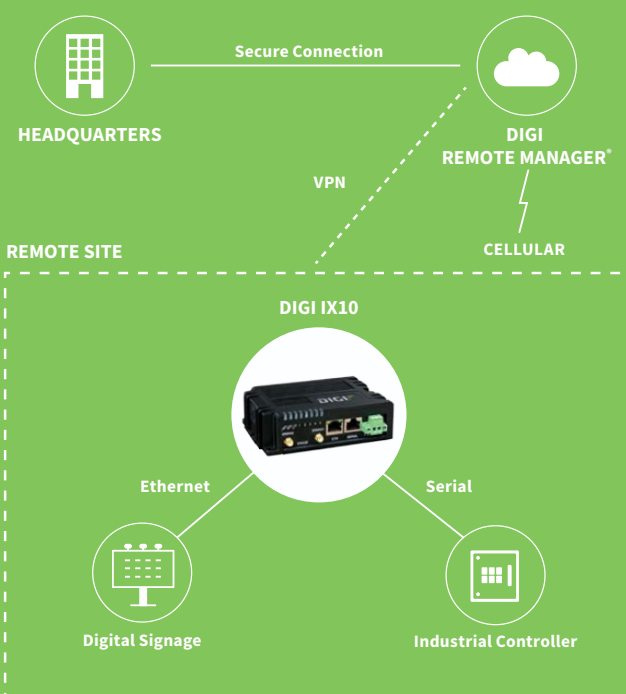 Secure Connection
HEADQUARTERS
DIGI
REMOTE MANAGER®
VPN
CELLULAR
REMOTE SITE
DIGI IX10
DIGI
Ethernet
Serial
Digital Signage
Industrial Controller